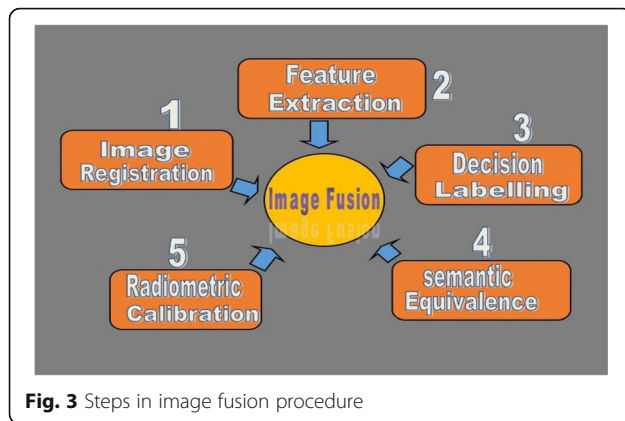 1
Image
Registration
Feature
Extraction
2
3
Decision
Labelling
4
semantic
Equivalence
5
Radiometric
Calibration
Image Fusion
Fig. 3 Steps in image fusion procedure